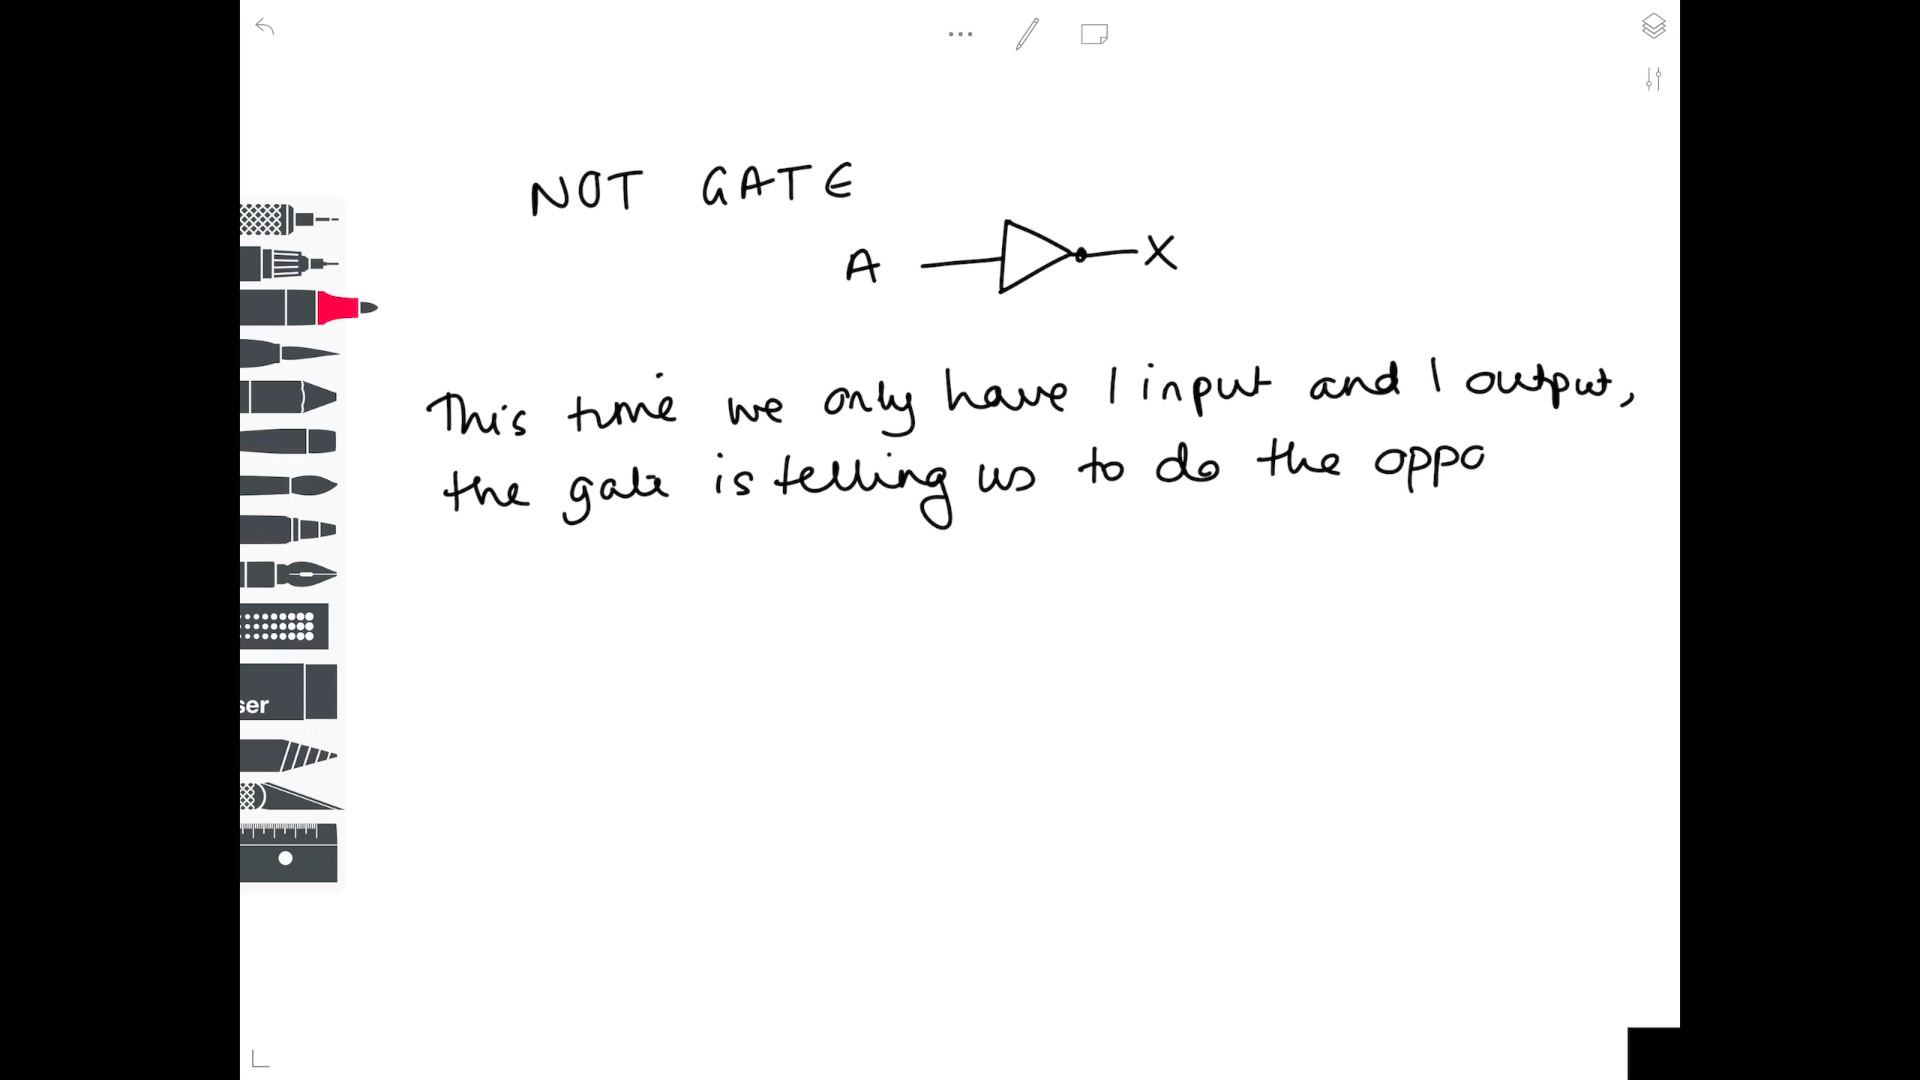 NOT GATE
A X
This time we only have 1 input and 1 output,
the gate is telling us to do the oppo
ser